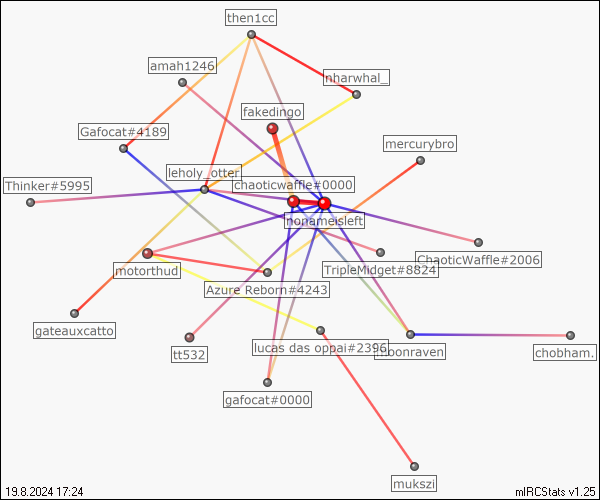 then1cc
amah1246
nharwhal_
fakedingo
Gafocat#4189
mercurybro
leholy_otter
chaoticwaffle#0000
Thinker#5995
nonameisleft
ChaoticWaffle#2006
motorthud
TripleMidget#8824
Azure Reborn#4243
gateauxcatto
tt532
lucas das oppai#2396
moonraven
chobham.
gafocat#0000
mukszi
19.8.2024 17:24
mIRCStats v1.25